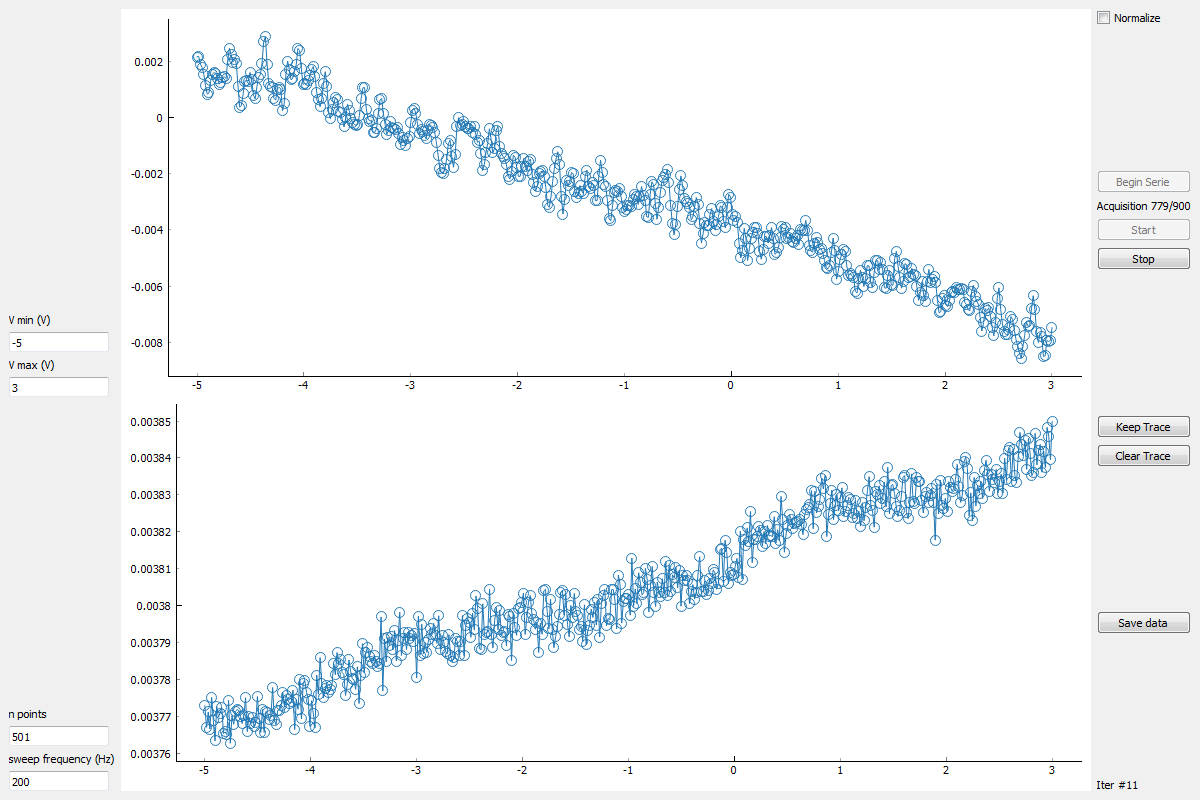 Normalize
0.002
0
-0.002
-0.004
-0.006
-0.008
-5 -4 -3 -2 -1 0 1 2 3
Begin Serie
Acquisition 779/900
Start
Stop
V min (V)
-5
V max (V)
3
0.00385
0.00384
0.00383
0.00382
0.00381
0.0038
0.00379
0.00378
0.00377
0.00376
-5 -4 -3 -2 -1 0 1 2 3
Keep Trace
Clear Trace
Save data
n points
501
sweep frequency (Hz)
200
Iter #11